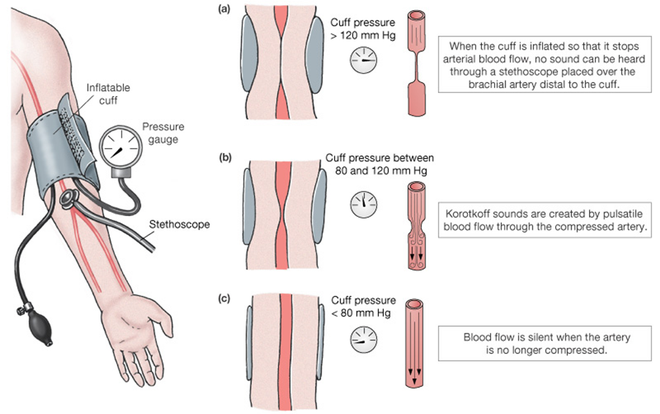 Inflatable
cuff
Pressure
gauge
Stethoscope
(a)
Cuff pressure
> 120 mm Hg
When the cuff is inflated so that it stops
arterial blood flow, no sound can be heard
through a stethoscope placed over the
brachial artery distal to the cuff.
(b)
Cuff pressure between
80 and 120 mm Hg
Korotkoff sounds are created by pulsatile
blood flow through the compressed artery.
(c)
Cuff pressure
< 80 mm Hg
Blood flow is silent when the artery
is no longer compressed.